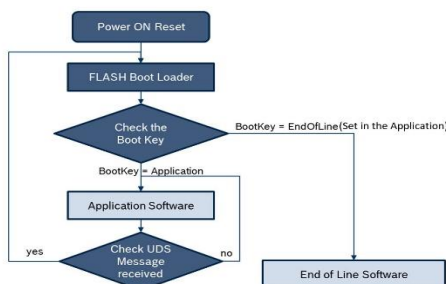 Power ON Reset
FLASH Boot Loader
Check the
Boot Key
BootKey = EndOfLine(Set in the Application)
BootKey = Application
Application Software
yes
Check UDS
Message
received
no
End of Line Software